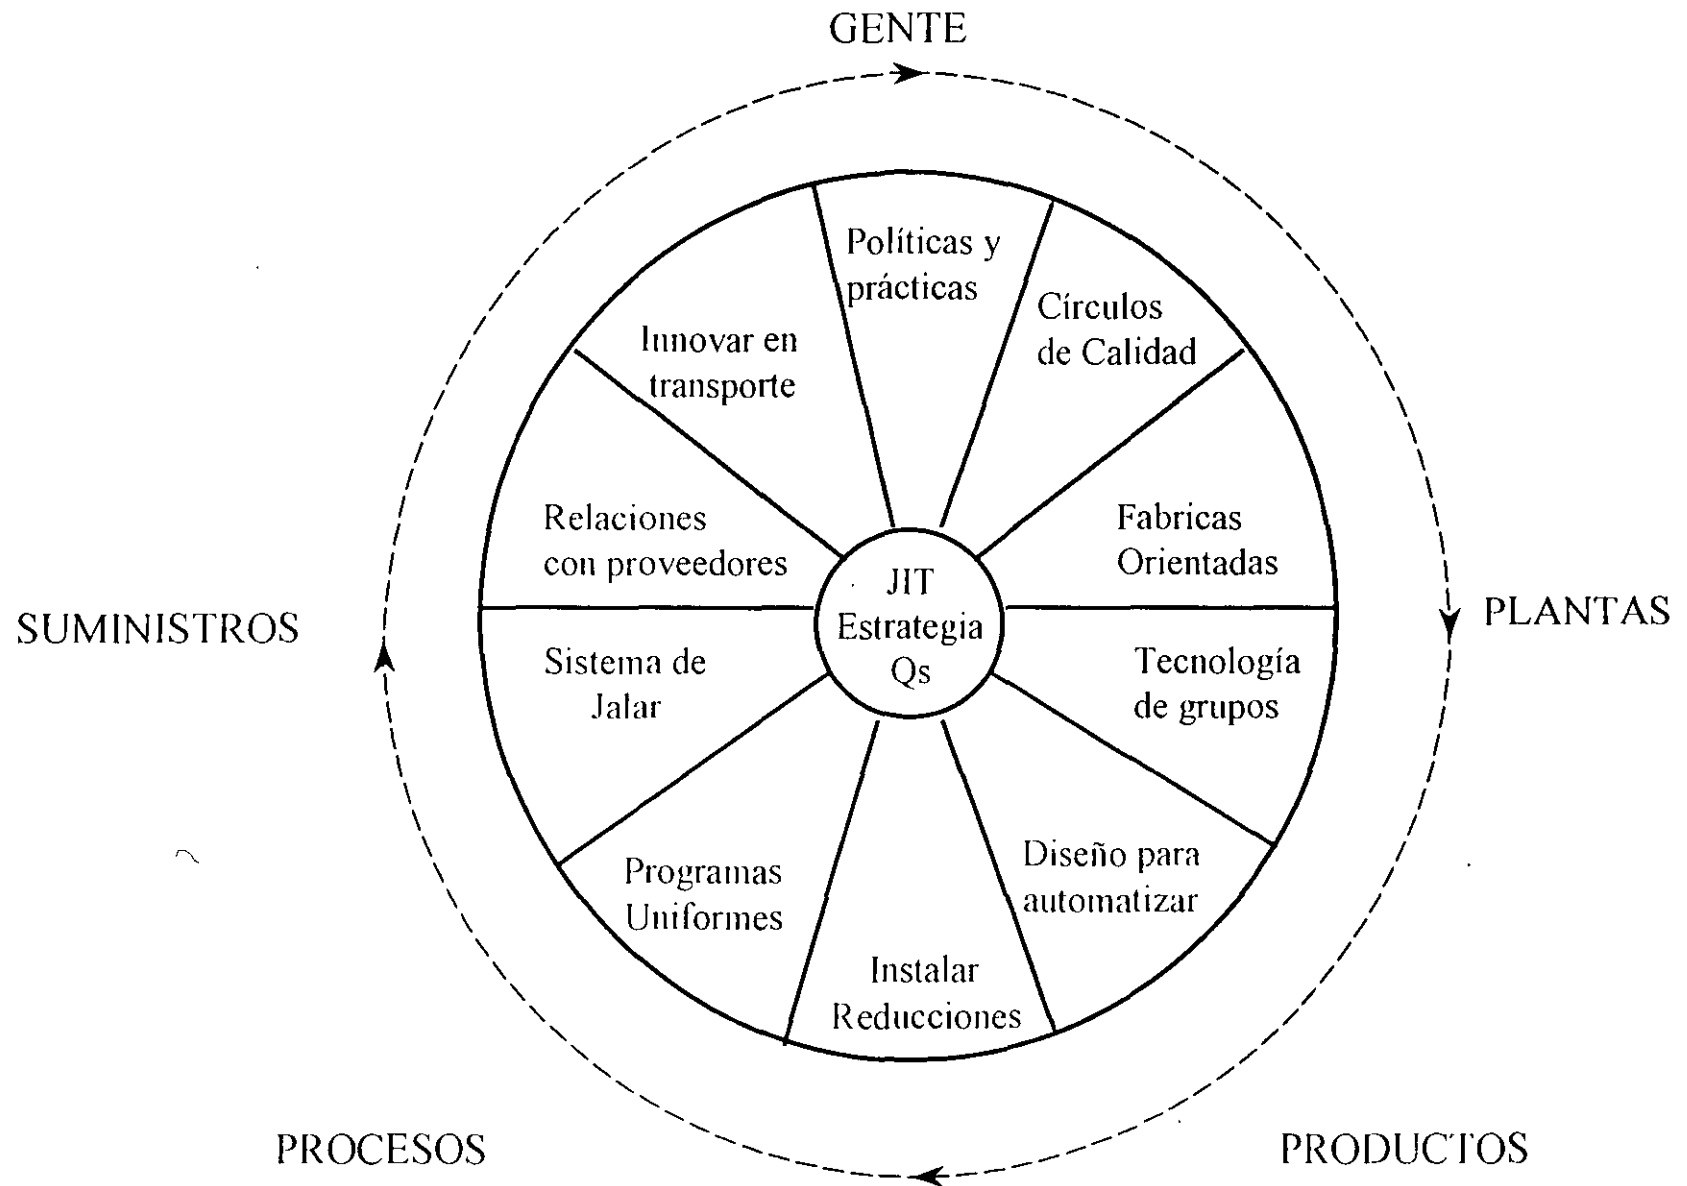 GENTE
Políticas y
prácticas
Círculos
de Calidad
Innovar en
transporte
Relaciones
con proveedores
Fabricas
Orientadas
JIT
Estrategia
Qs
SUMINISTROS
PLANTAS
Sistema de
Jalar
Tecnología
de grupos
Programas
Uniformes
Diseño para
automatizar
Instalar
Reducciones
PROCESOS
PRODUCTOS